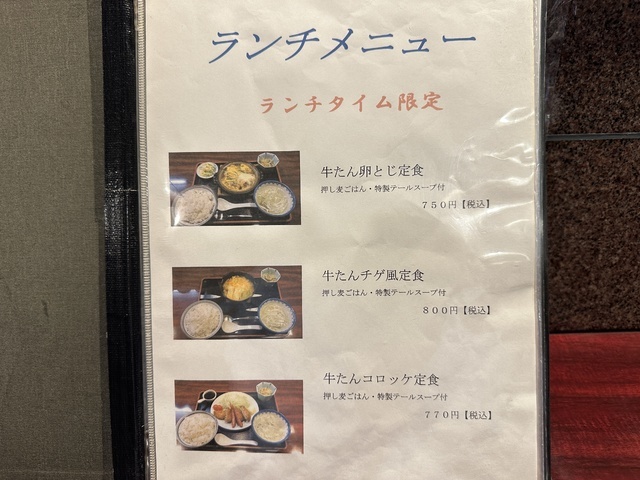 ランチメニュー
ランチタイム限定
牛たん卵とじ定食
押し麦ごはん・特製テールスープ付
７５０円【税込】
牛たんチゲ風定食
押し麦ごはん・特製テールスープ付
８００円【税込】
牛たんコロッケ定食
押し麦ごはん・特製テールスープ付
７７０円【税込】